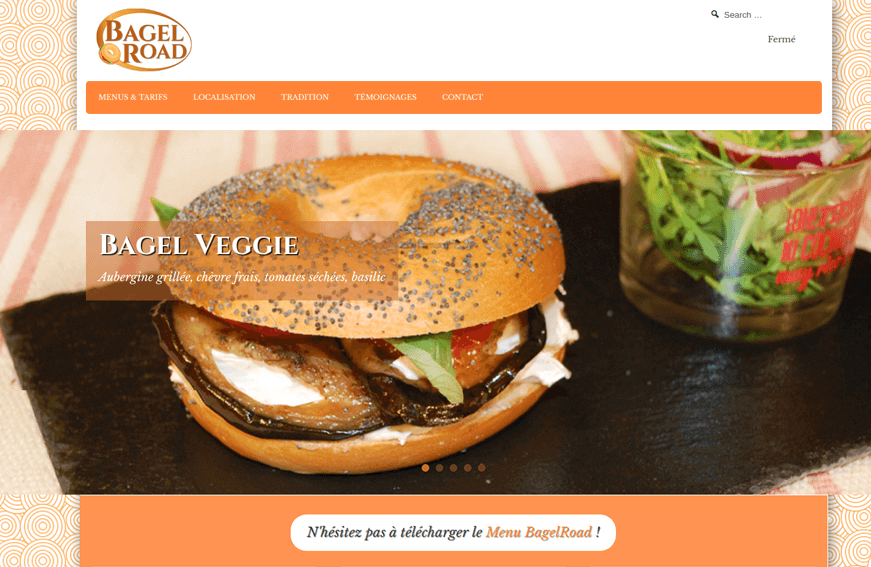 BAGEL
ROAD
Search ...
Fermé
MENUS & TARIFS LOCALISATION TRADITION TÉMOIGNAGES CONTACT
Bagel Veggie
Aubergine grillée, chèvre frais, tomates séchées, basilic
N'hésitez pas à télécharger le Menu BagelRoad !